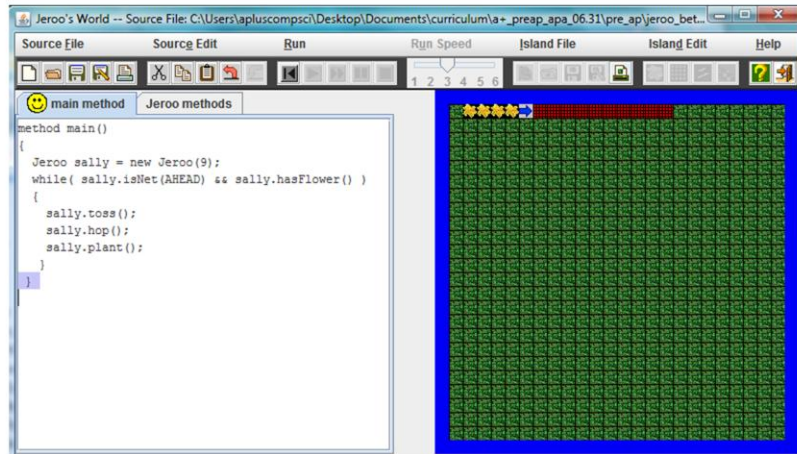 Jeroo's World -- Source File: C:\Users\apluscompsci\Desktop\Documents\curriculum\a+_preap_apa_06.31\pre_ap\jeroo_bet...
Source File Source Edit Run Run Speed Island File Island Edit Help
1 2 3 4 5 6
main method Jeroo methods
method main()
{
Jeroo sally = new Jeroo(9);
while( sally.isNet(AHEAD) && sally.hasFlower() )
{
sally.toss();
sally.hop();
sally.plant();
}
}